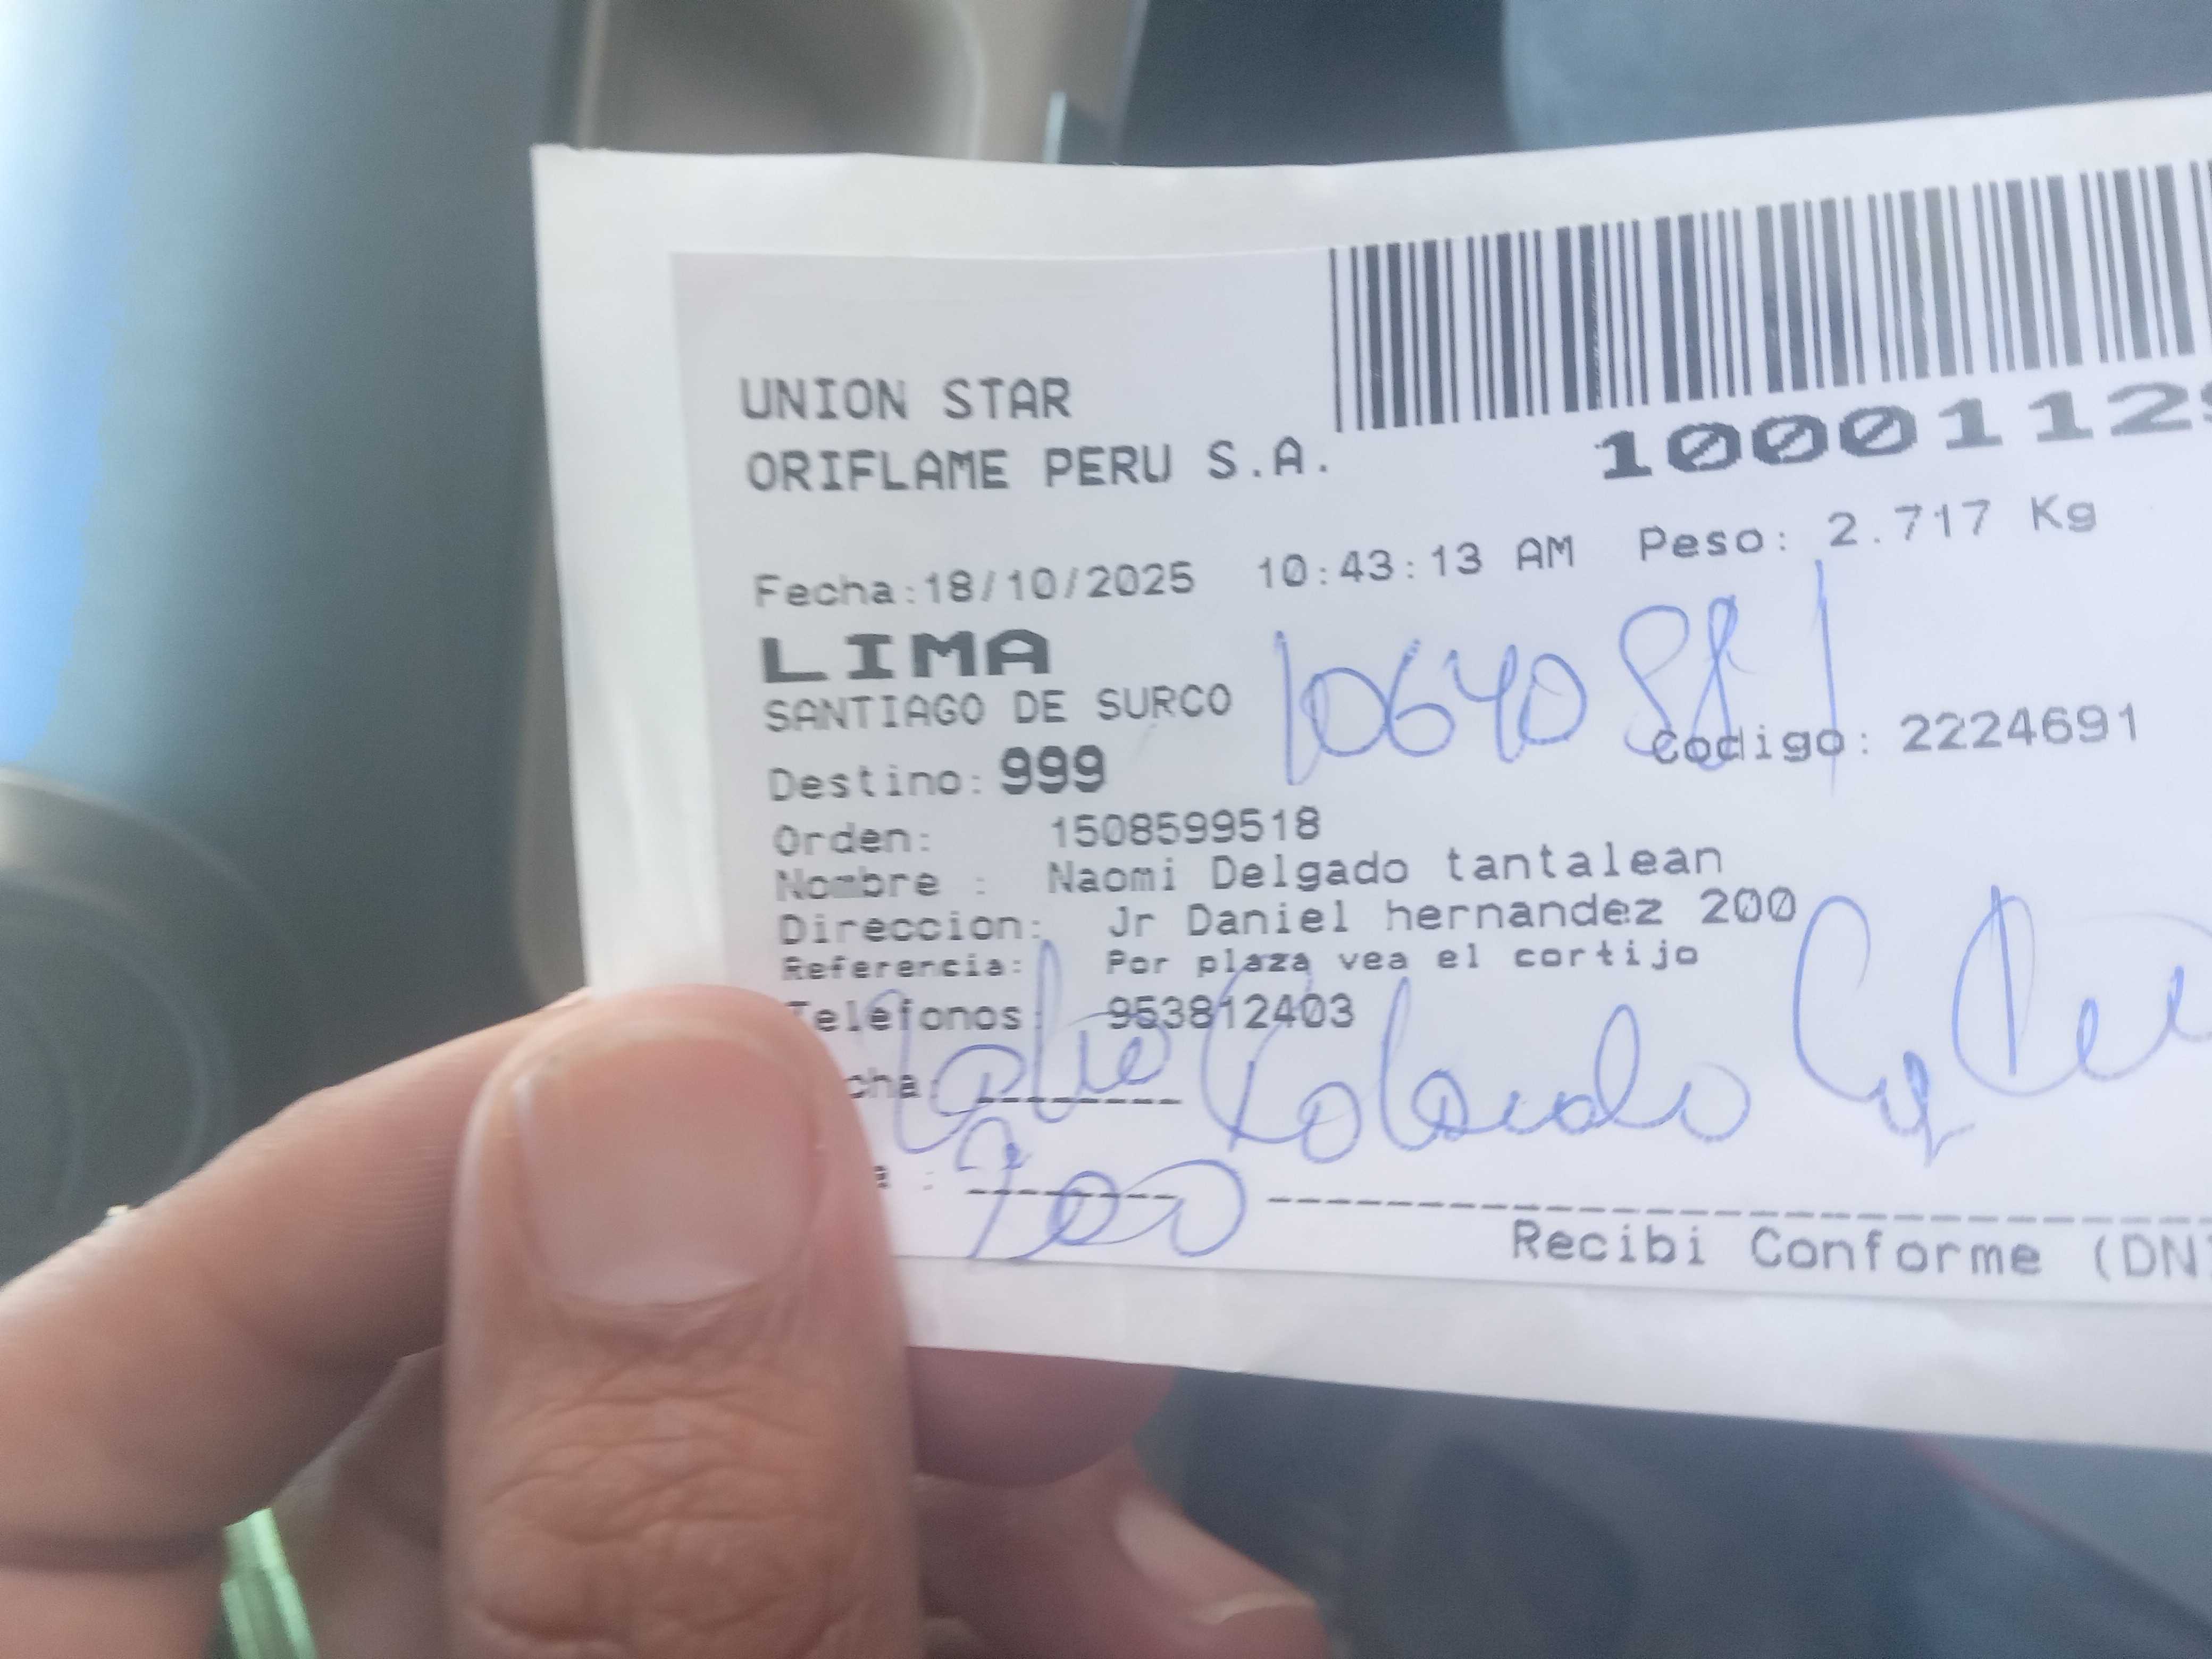 UNION STAR
ORIFLAME PERU S.A.
1000112
Fecha:18/10/2025 10:43:13 AM Peso: 2.717 Kg
LIMA
SANTIAGO DE SURCO
Codigo: 2224691
Destino: 999
Orden: 1508599518
Nombre : Naomi Delgado tantalean
Direccion: Jr Daniel hernandez 200
Referencia: Por plaza vea el cortijo
Telefonos: 953812403
cha:
a :
Recibi Conforme (DN